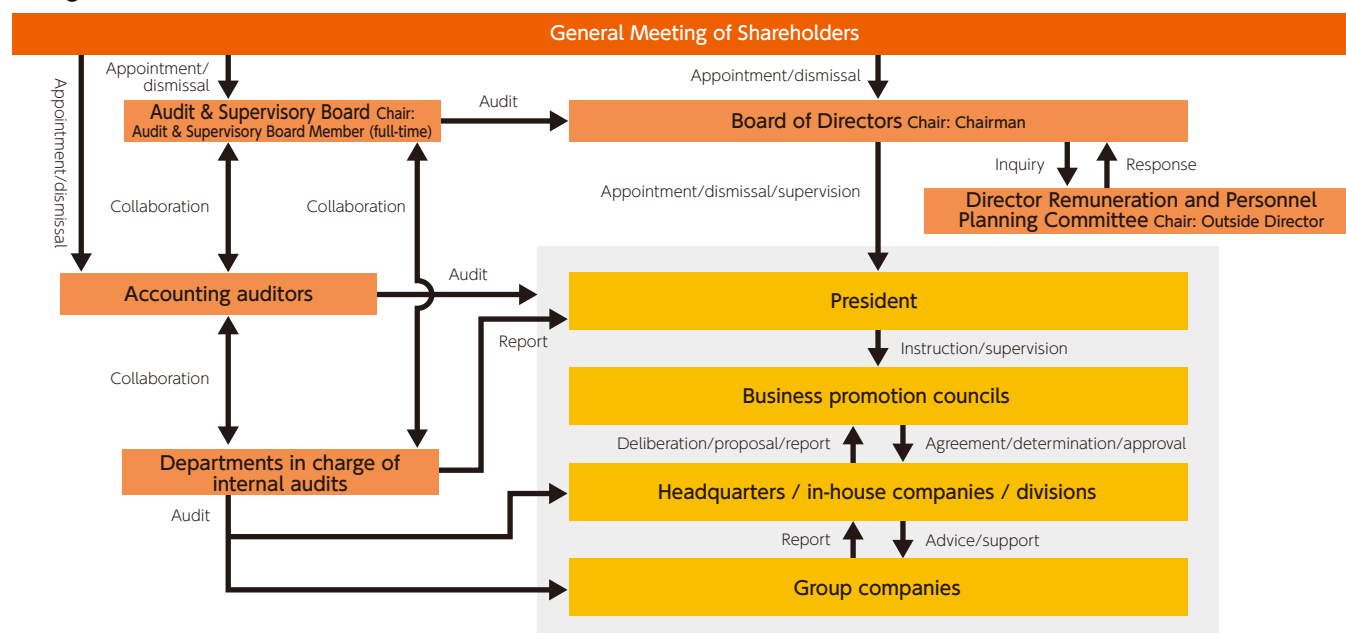 General Meeting of Shareholders
Appointment/dismissal
Appointment/
dismissal
Appointment/dismissal
Audit & Supervisory Board Chair:
Audit & Supervisory Board Member (full-time)
Audit
Board of Directors Chair: Chairman
Inquiry
Response
Collaboration
Collaboration
Appointment/dismissal/supervision
Director Remuneration and Personnel
Planning Committee Chair: Outside Director
Accounting auditors
Audit
President
Report
Instruction/supervision
Collaboration
Business promotion councils
Deliberation/proposal/report
Agreement/determination/approval
Departments in charge of
internal audits
Headquarters / in-house companies / divisions
Audit
Report
Advice/support
Group companies